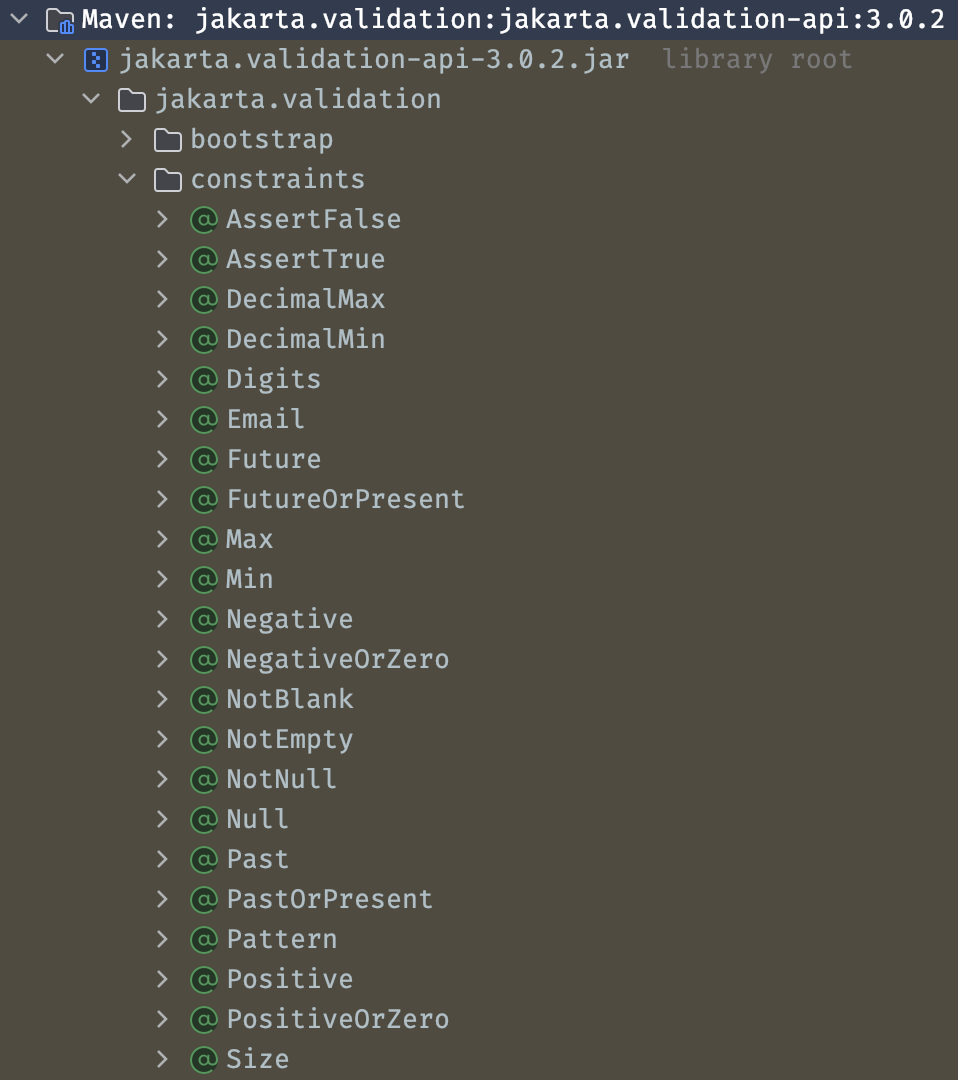 Maven: jakarta.validation:jakarta.validation-api:3.0.2
jakarta.validation-api-3.0.2.jar library root
jakarta.validation
bootstrap
constraints
@ AssertFalse
@ AssertTrue
@ DecimalMax
@ DecimalMin
@ Digits
@ Email
@ Future
@ FutureOrPresent
@ Max
@ Min
@ Negative
@ NegativeOrZero
@ NotBlank
@ NotEmpty
@ NotNull
@ Null
@ Past
@ PastOrPresent
@ Pattern
@ Positive
@ PositiveOrZero
@ Size